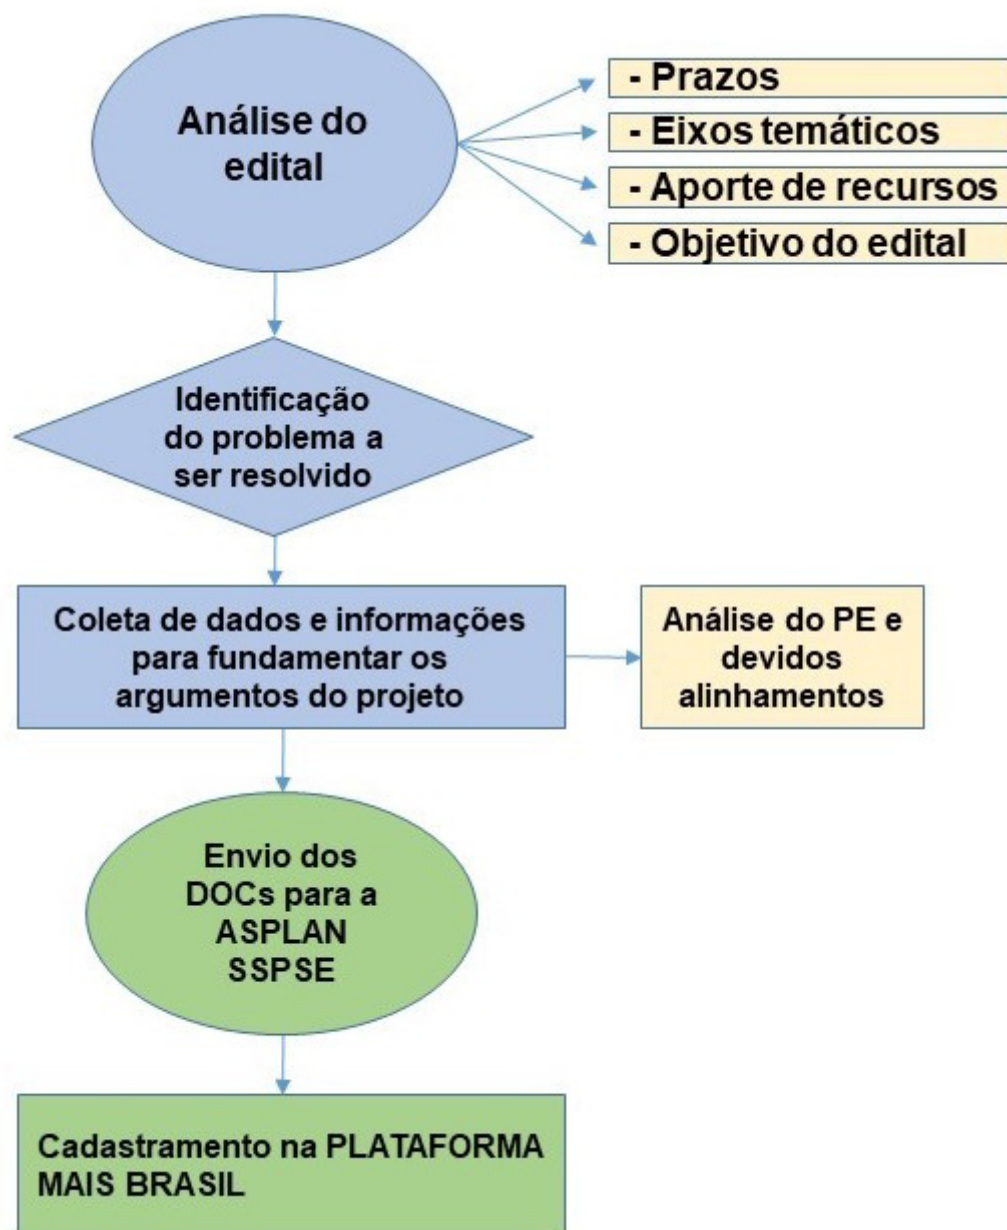 Análise do
edital
- Prazos
- Eixos temáticos
- Aporte de recursos
- Objetivo do edital
Identificação
do problema a
ser resolvido
Coleta de dados e informações
para fundamentar os
argumentos do projeto
Análise do PE e
devidos
alinhamentos
Envio dos
DOCs para a
ASPLAN
SSPSE
Cadastramento na PLATAFORMA
MAIS BRASIL